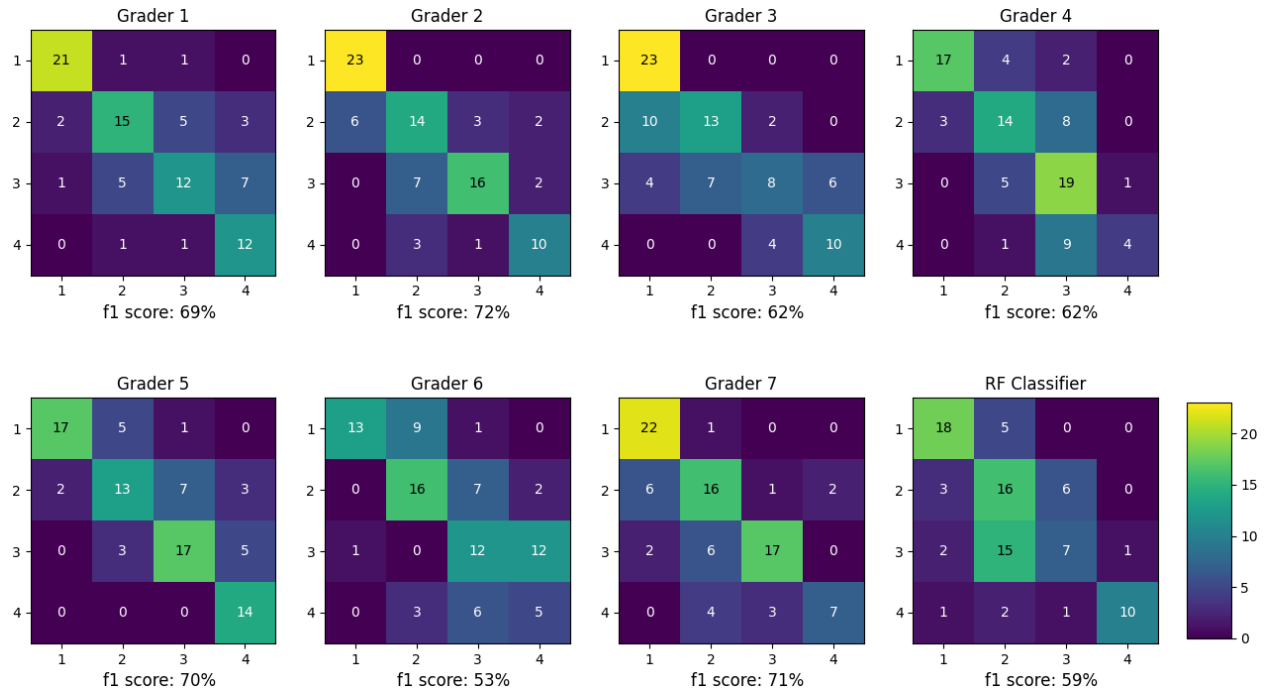 Grader 1 Grader 2 Grader 3 Grader 4
1 21 1 1 0 1 23 0 0 0 1 23 0 0 0 1 17 4 2 0
2 2 15 5 3 2 6 14 3 2 2 10 13 2 0 2 3 14 8 0
3 1 5 12 7 3 0 7 16 2 3 4 7 8 6 3 0 5 19 1
4 0 1 1 12 4 0 3 1 10 4 0 0 4 10 4 0 1 9 4
1 2 3 4 1 2 3 4 1 2 3 4 1 2 3 4
f1 score: 69% f1 score: 72% f1 score: 62% f1 score: 62%
Grader 5 Grader 6 Grader 7 RF Classifier
1 17 5 1 0 1 13 9 1 0 1 22 1 0 0 1 18 5 0 0
20
2 2 13 7 3 2 0 16 7 2 2 6 16 1 2 2 3 16 6 0
15
3 0 3 17 5 3 1 0 12 12 3 2 6 17 0 3 2 15 7 1
10
5
4 0 0 0 14 4 0 3 6 5 4 0 4 3 7 4 1 2 1 10
0
1 2 3 4 1 2 3 4 1 2 3 4 1 2 3 4
f1 score: 70% f1 score: 53% f1 score: 71% f1 score: 59%